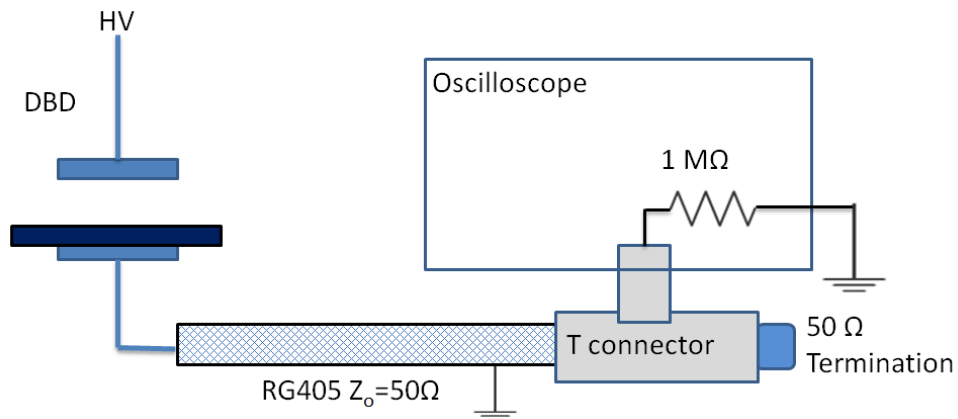 HV
DBD
Oscilloscope
1 MΩ
T connector
50 Ω
Termination
RG405 Zo=50Ω